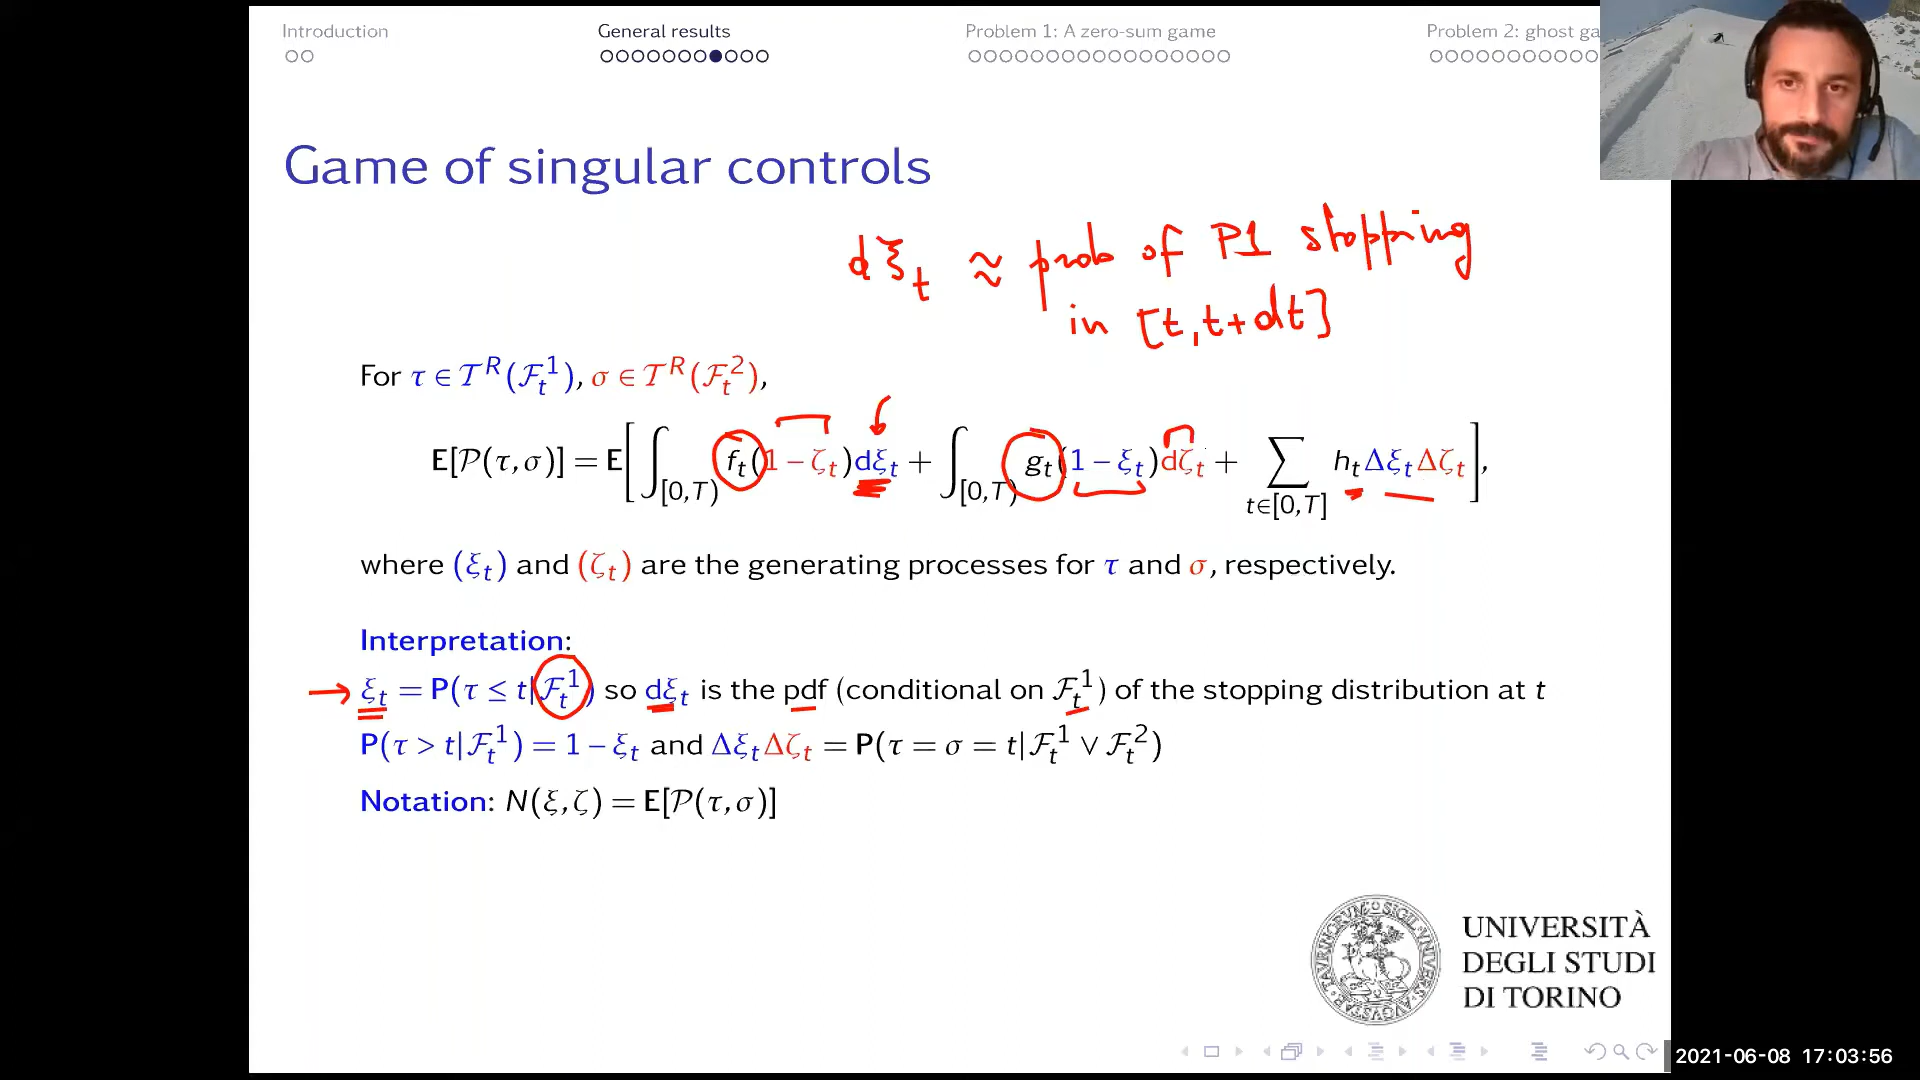 Introduction
General results
Problem 1: A zero-sum game
Problem 2: ghost ga
Game of singular controls
dξ_t ≈ prob of P1 stopping
in [t, t+dt]
For τ ∈ 𝒯^R(ℱ_t^1), σ ∈ 𝒯^R(ℱ_t^2),
E[𝒫(τ,σ)] = E[∫_[0,T) f_t(1 − ζ_t)dξ_t + ∫_[0,T) g_t(1 − ξ_t)dζ_t + ∑_{t∈[0,T]} h_tΔξ_tΔζ_t],
where (ξ_t) and (ζ_t) are the generating processes for τ and σ, respectively.
Interpretation:
→ ξ_t = P(τ ≤ t|ℱ_t^1) so dξ_t is the pdf (conditional on ℱ_t^1) of the stopping distribution at t
P(τ > t|ℱ_t^1) = 1 − ξ_t and Δξ_tΔζ_t = P(τ = σ = t|ℱ_t^1 ∨ ℱ_t^2)
Notation: N(ξ,ζ) = E[𝒫(τ,σ)]
UNIVERSITÀ
DEGLI STUDI
DI TORINO
2021-06-08 17:03:56